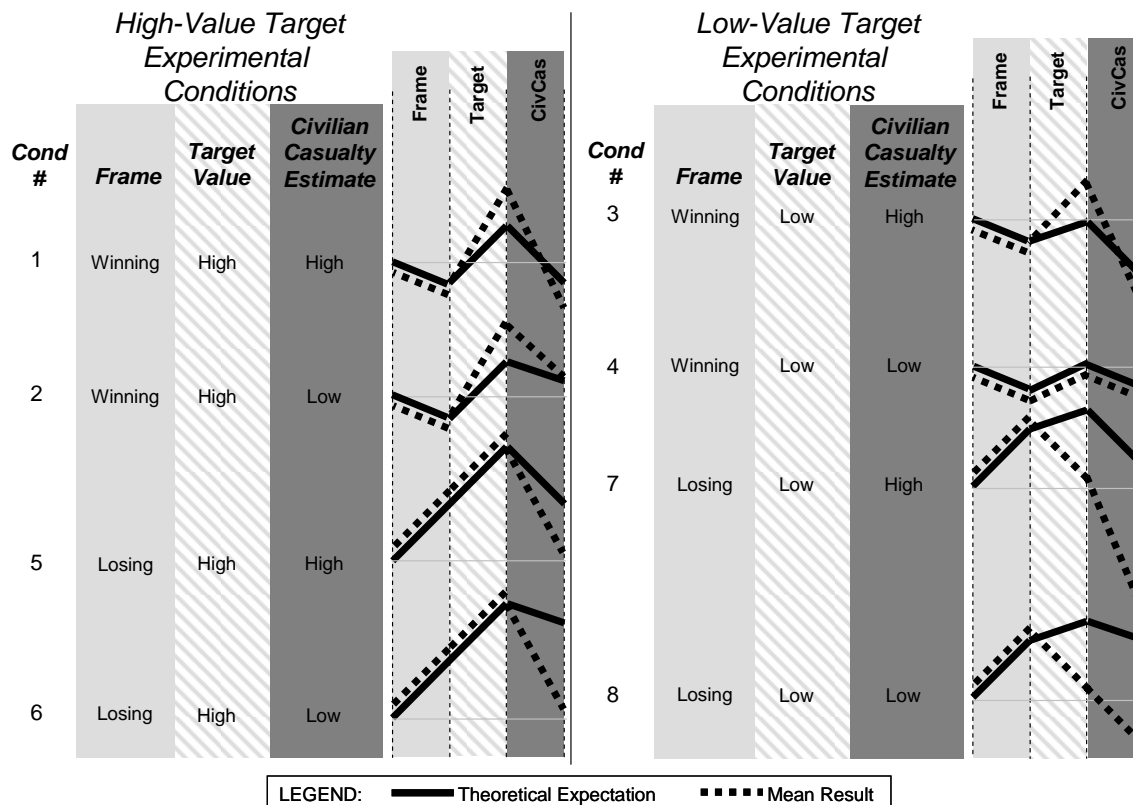 High-Value Target
Experimental
Conditions
Frame
Target
CivCas
Cond
#
Frame
Target
Value
Civilian
Casualty
Estimate
1
Winning
High
High
2
Winning
High
Low
5
Losing
High
High
6
Losing
High
Low
Low-Value Target
Experimental
Conditions
Frame
Target
CivCas
Cond
#
Frame
Target
Value
Civilian
Casualty
Estimate
3
Winning
Low
High
4
Winning
Low
Low
7
Losing
Low
High
8
Losing
Low
Low
LEGEND: Theoretical Expectation Mean Result